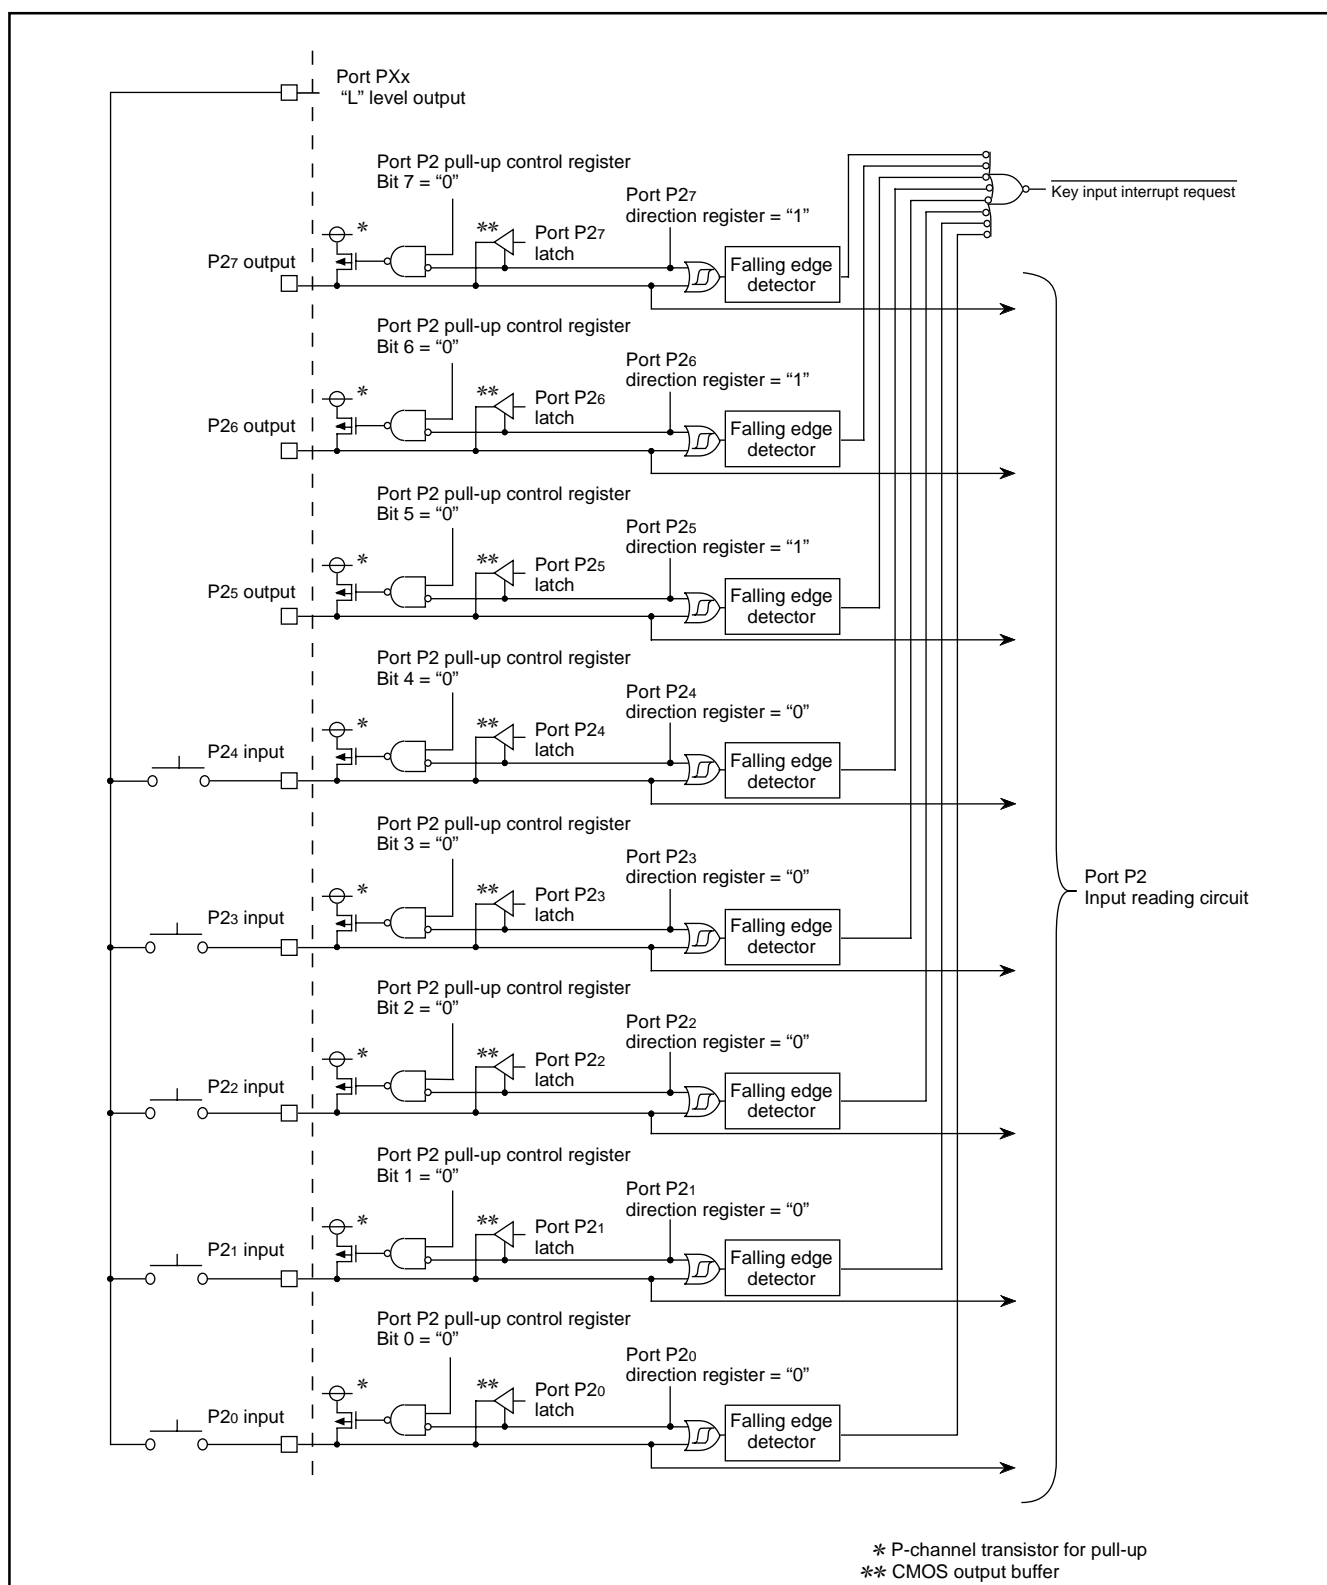 Port PXx
“L” level output
Port P2 pull-up control register
Bit 7 = “0”
Port P27
direction register = “1”
Key input interrupt request
**
*
Port P27
latch
P27 output
Falling edge
detector
Port P2 pull-up control register
Bit 6 = “0”
Port P26
direction register = “1”
**
*
Port P26
latch
P26 output
Falling edge
detector
Port P2 pull-up control register
Bit 5 = “0”
Port P25
direction register = “1”
**
*
Port P25
latch
P25 output
Falling edge
detector
Port P2 pull-up control register
Bit 4 = “0”
Port P24
direction register = “0”
**
*
Port P24
latch
P24 input
Falling edge
detector
Port P2 pull-up control register
Bit 3 = “0”
Port P23
direction register = “0”
**
*
Port P23
latch
P23 input
Falling edge
detector
Port P2
Input reading circuit
Port P2 pull-up control register
Bit 2 = “0”
Port P22
direction register = “0”
**
*
Port P22
latch
P22 input
Falling edge
detector
Port P2 pull-up control register
Bit 1 = “0”
Port P21
direction register = “0”
**
*
Port P21
latch
P21 input
Falling edge
detector
Port P2 pull-up control register
Bit 0 = “0”
Port P20
direction register = “0”
**
*
Port P20
latch
P20 input
Falling edge
detector
* P-channel transistor for pull-up
** CMOS output buffer